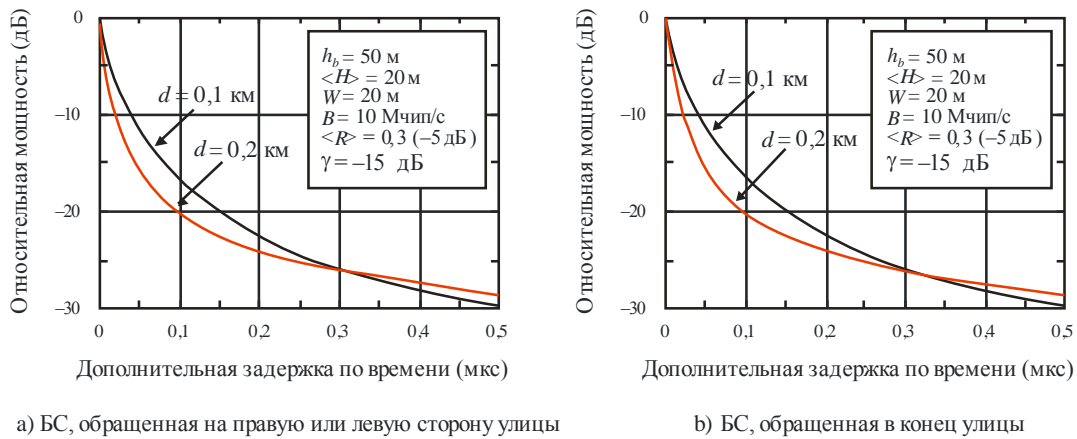 Относительная мощность (дБ)
0
–10
–20
–30
h_b = 50 м
<H> = 20 м
W = 20 м
B = 10 Мчип/с
<R> = 0,3 (–5 дБ)
γ = –15 дБ
d = 0,1 км
d = 0,2 км
0 0,1 0,2 0,3 0,4 0,5
Дополнительная задержка по времени (мкс)
а) БС, обращенная на правую или левую сторону улицы
Относительная мощность (дБ)
0
–10
–20
–30
h_b = 50 м
<H> = 20 м
W = 20 м
B = 10 Мчип/с
<R> = 0,3 (–5 дБ)
γ = –15 дБ
d = 0,1 км
d = 0,2 км
0 0,1 0,2 0,3 0,4 0,5
Дополнительная задержка по времени (мкс)
b) БС, обращенная в конец улицы